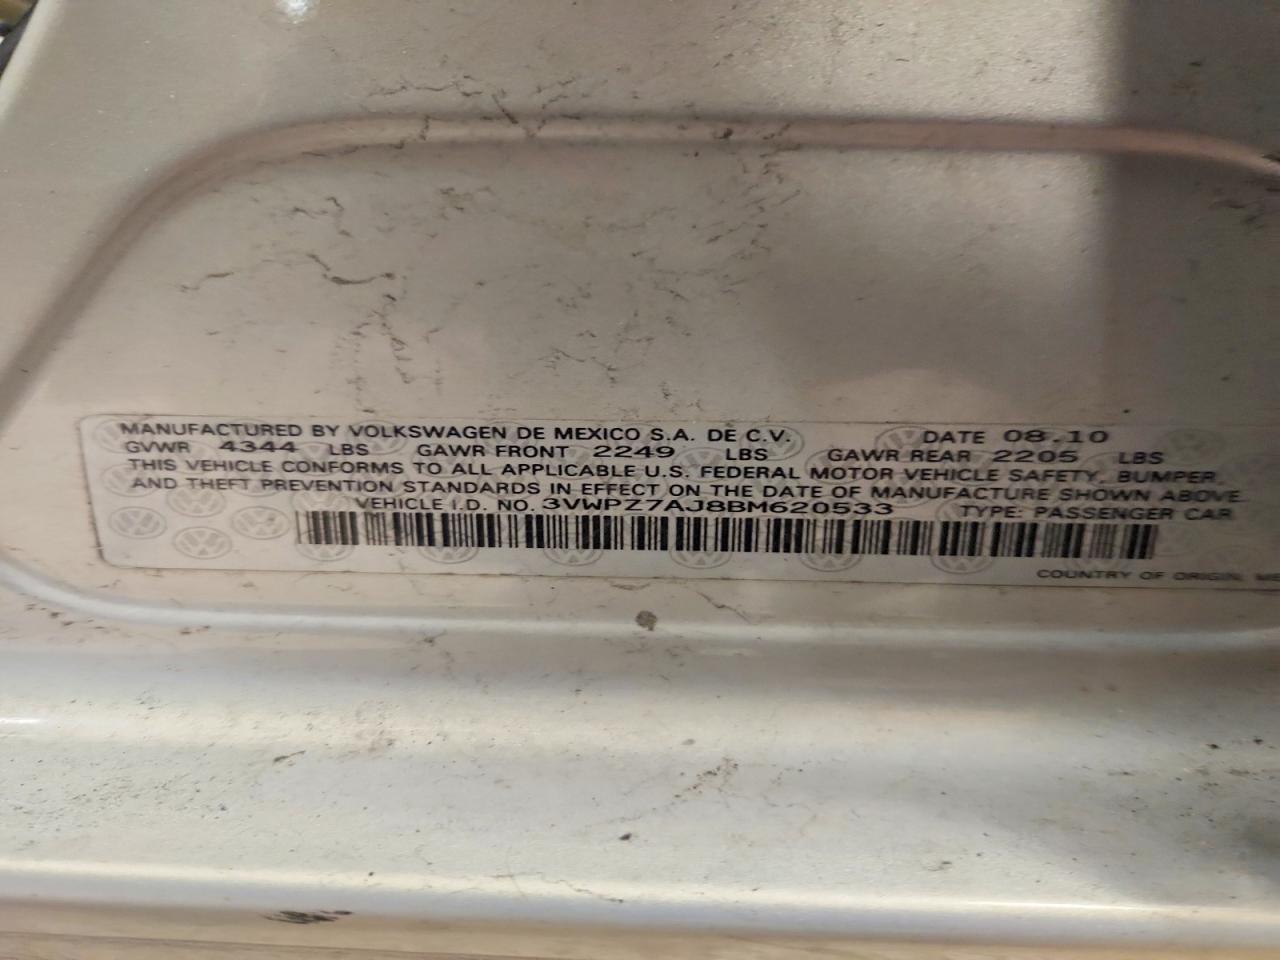 MANUFACTURED BY VOLKSWAGEN DE MEXICO S.A. DE C.V. DATE 08.10
GVWR 4344 LBS GAWR FRONT 2249 LBS GAWR REAR 2205 LBS
THIS VEHICLE CONFORMS TO ALL APPLICABLE U.S. FEDERAL MOTOR VEHICLE SAFETY, BUMPER,
AND THEFT PREVENTION STANDARDS IN EFFECT ON THE DATE OF MANUFACTURE SHOWN ABOVE.
VEHICLE I.D. NO. 3VWPZ7AJ8BM620533 TYPE: PASSENGER CAR
COUNTRY OF ORIGIN: ME